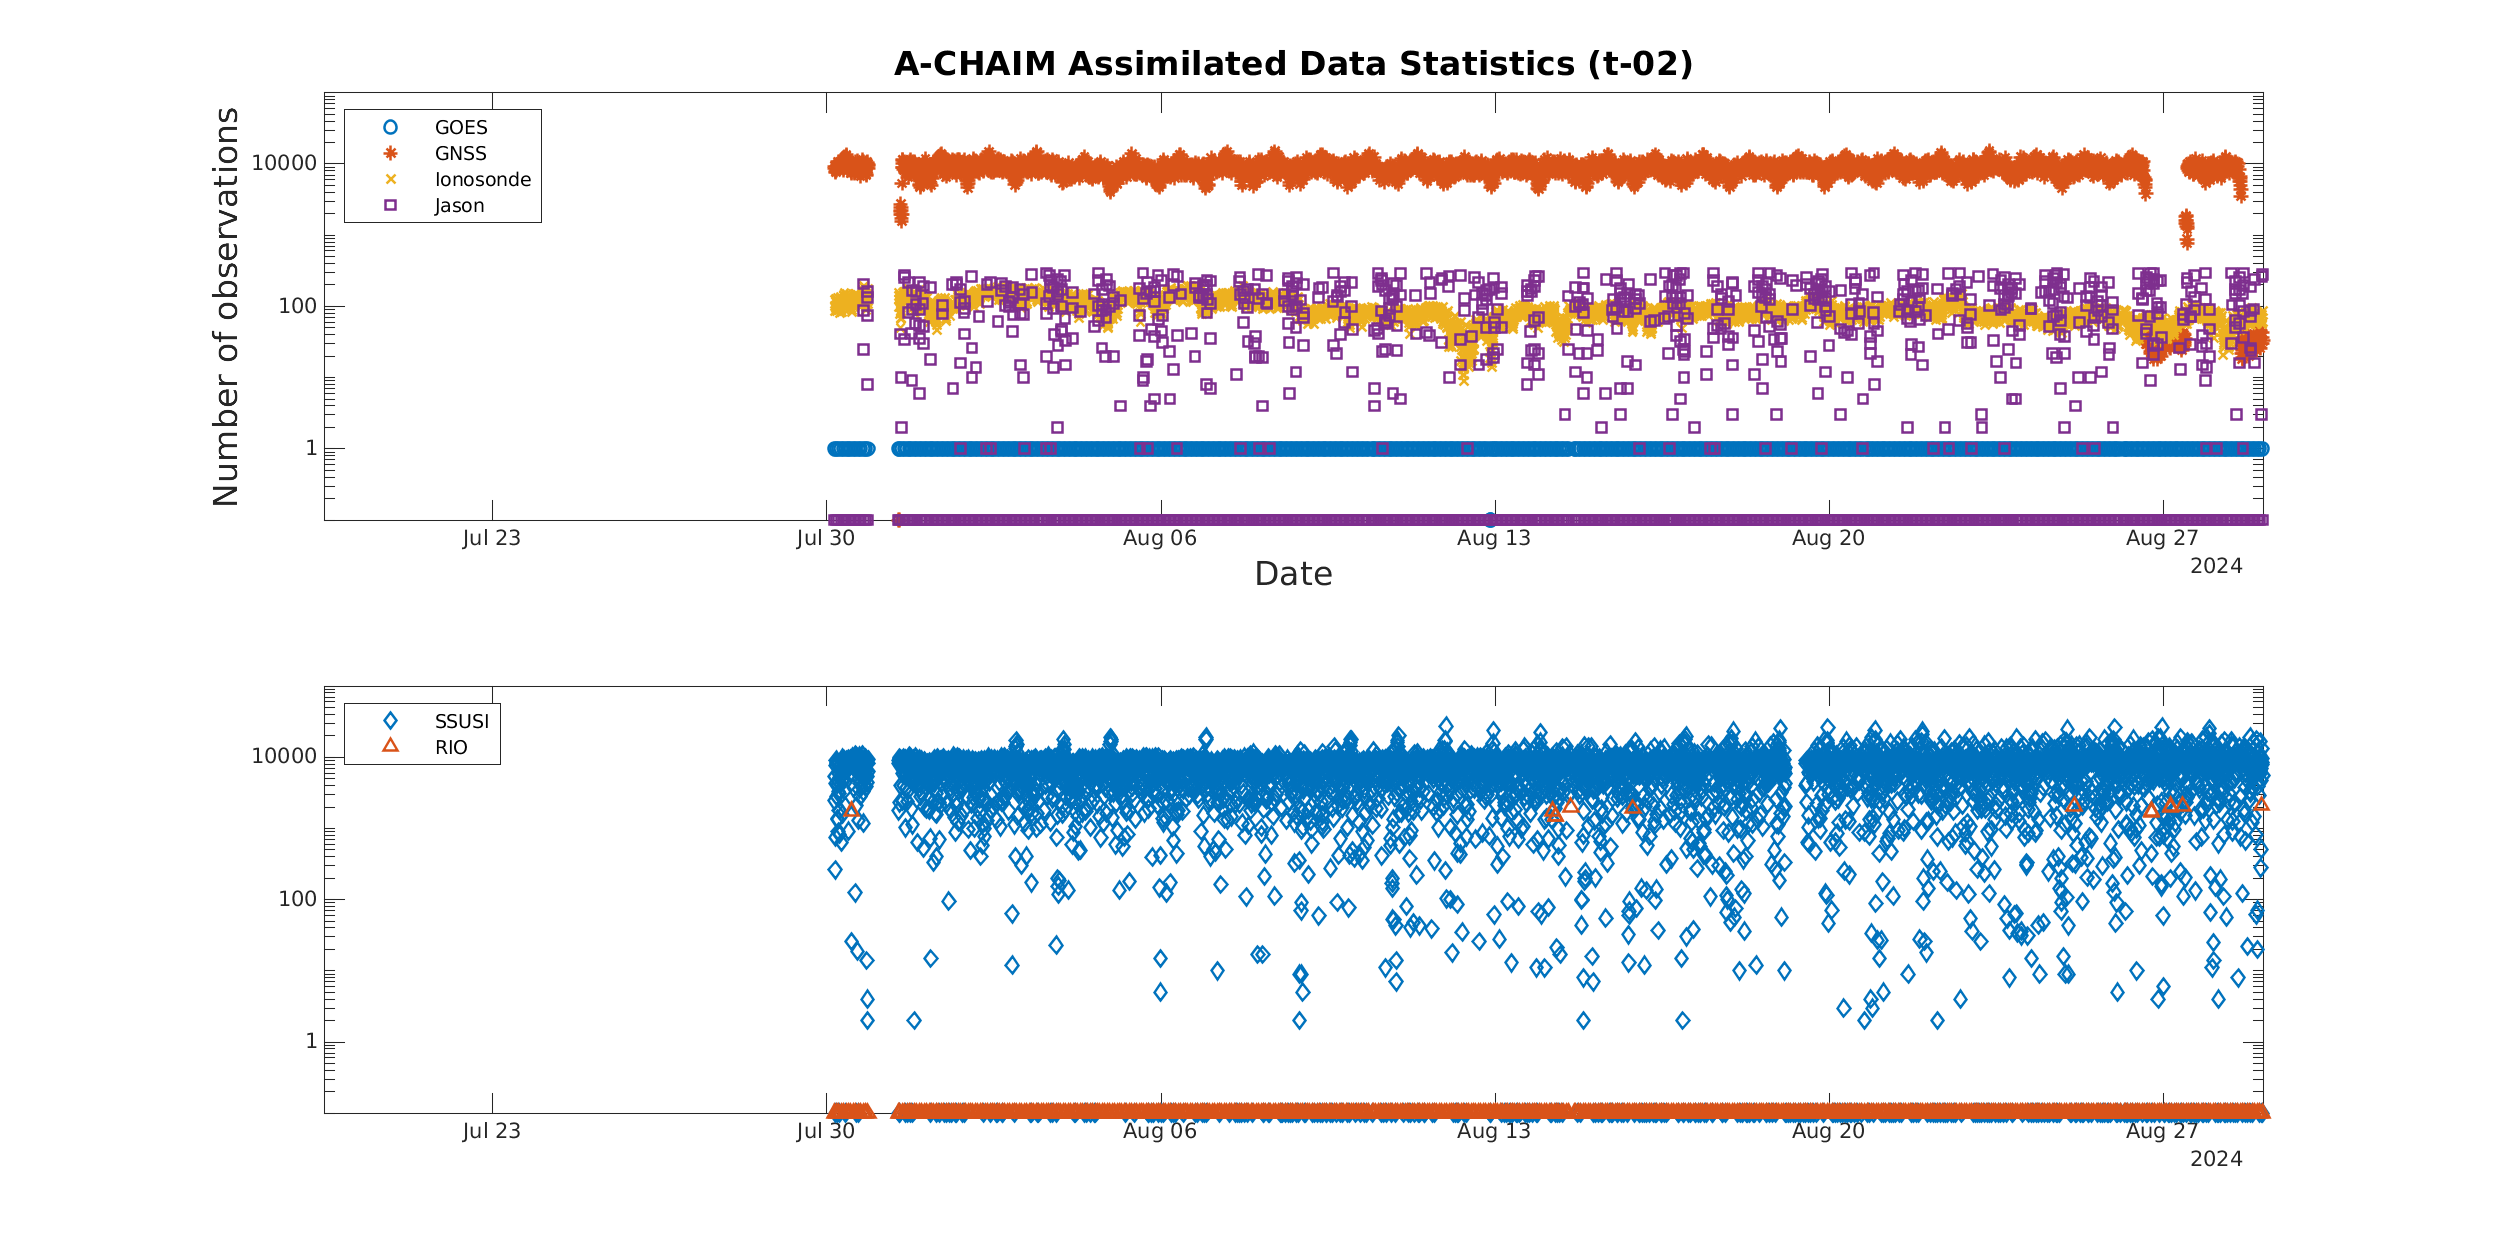 A-CHAIM Assimilated Data Statistics (t-02)
Number of observations
10000
100
1
GOES
GNSS
Ionosonde
Jason
Jul 23
Jul 30
Aug 06
Aug 13
Aug 20
Aug 27
2024
Date
10000
100
1
SSUSI
RIO
Jul 23
Jul 30
Aug 06
Aug 13
Aug 20
Aug 27
2024